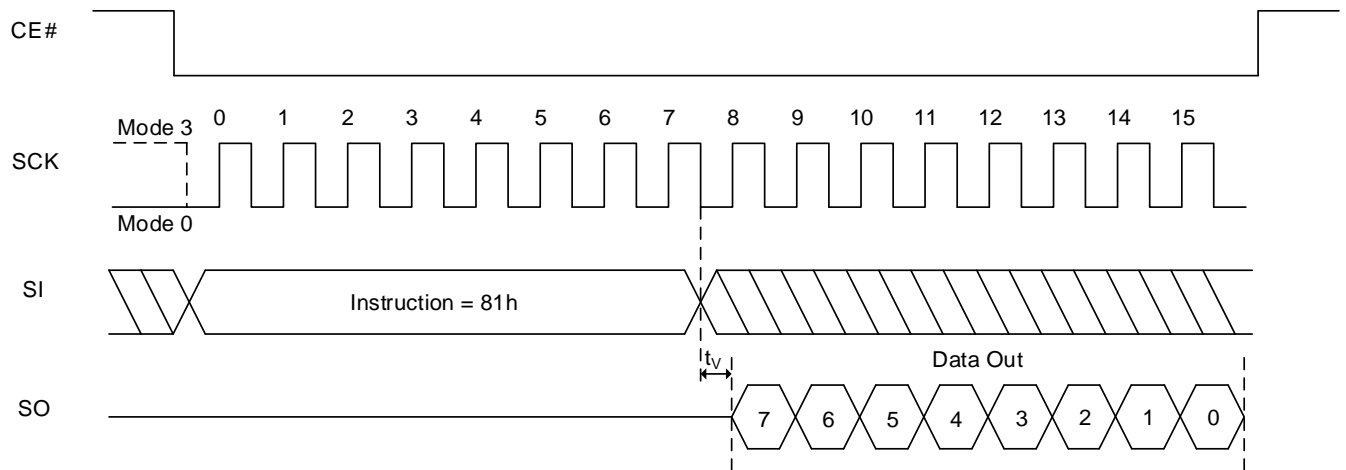 CE#
0 1 2 3 4 5 6 7 8 9 10 11 12 13 14 15
Mode 3
SCK
Mode 0
SI
Instruction = 81h
tV
Data Out
SO
7 6 5 4 3 2 1 0